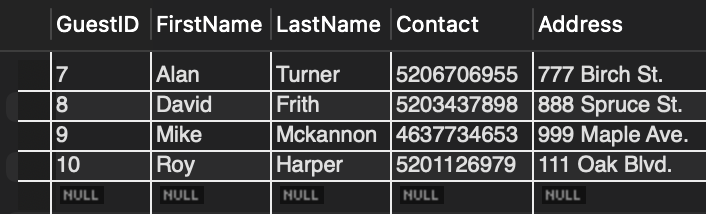 GuestID FirstName LastName Contact Address
7 Alan Turner 5206706955 777 Birch St.
8 David Frith 5203437898 888 Spruce St.
9 Mike Mckannon 4637734653 999 Maple Ave.
10 Roy Harper 5201126979 111 Oak Blvd.
NULL NULL NULL NULL NULL